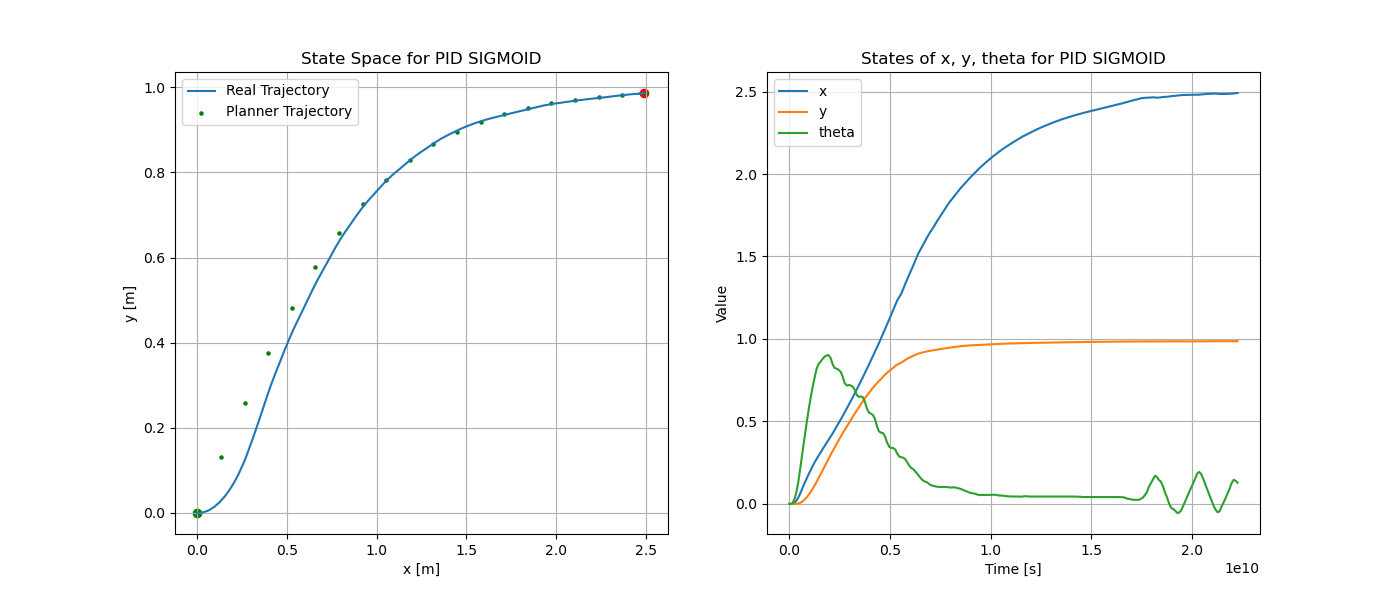 State Space for PID SIGMOID
Real Trajectory
Planner Trajectory
1.0
0.8
0.6
0.4
0.2
0.0
y [m]
0.0 0.5 1.0 1.5 2.0 2.5
x [m]
States of x, y, theta for PID SIGMOID
x
y
theta
2.5
2.0
1.5
1.0
0.5
0.0
Value
0.0 0.5 1.0 1.5 2.0
Time [s]
1e10